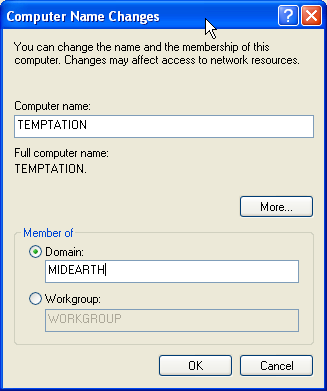 Computer Name Changes
You can change the name and the membership of this
computer. Changes may affect access to network resources.
Computer name:
TEMPTATION
Full computer name:
TEMPTATION.
More...
Member of
Domain:
MIDEARTH
Workgroup:
WORKGROUP
OK Cancel